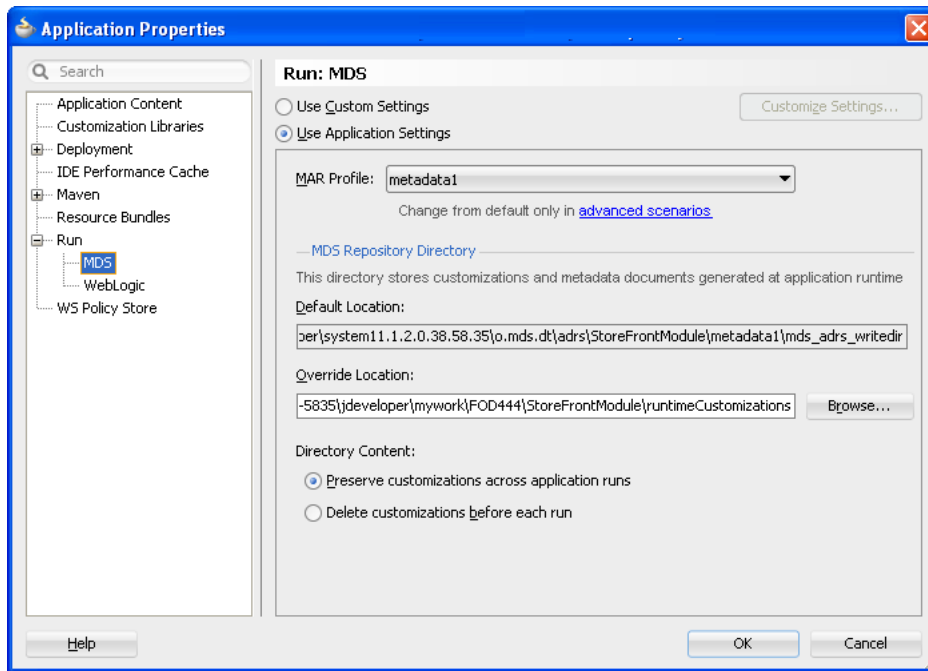 Application Properties
Search
Application Content
Customization Libraries
Deployment
IDE Performance Cache
Maven
Resource Bundles
Run
MDS
WebLogic
WS Policy Store
Run: MDS
Use Custom Settings
Customize Settings...
Use Application Settings
MAR Profile: metadata1
Change from default only in advanced scenarios
MDS Repository Directory
This directory stores customizations and metadata documents generated at application runtime
Default Location:
per\system11.1.2.0.38.58.35\o.mds.dt\adrs\StoreFrontModule\metadata1\mds_adrs_writedir
Override Location:
-5835\jdeveloper\mywork\FOD444\StoreFrontModule\runtimeCustomizations Browse...
Directory Content:
Preserve customizations across application runs
Delete customizations before each run
Help OK Cancel